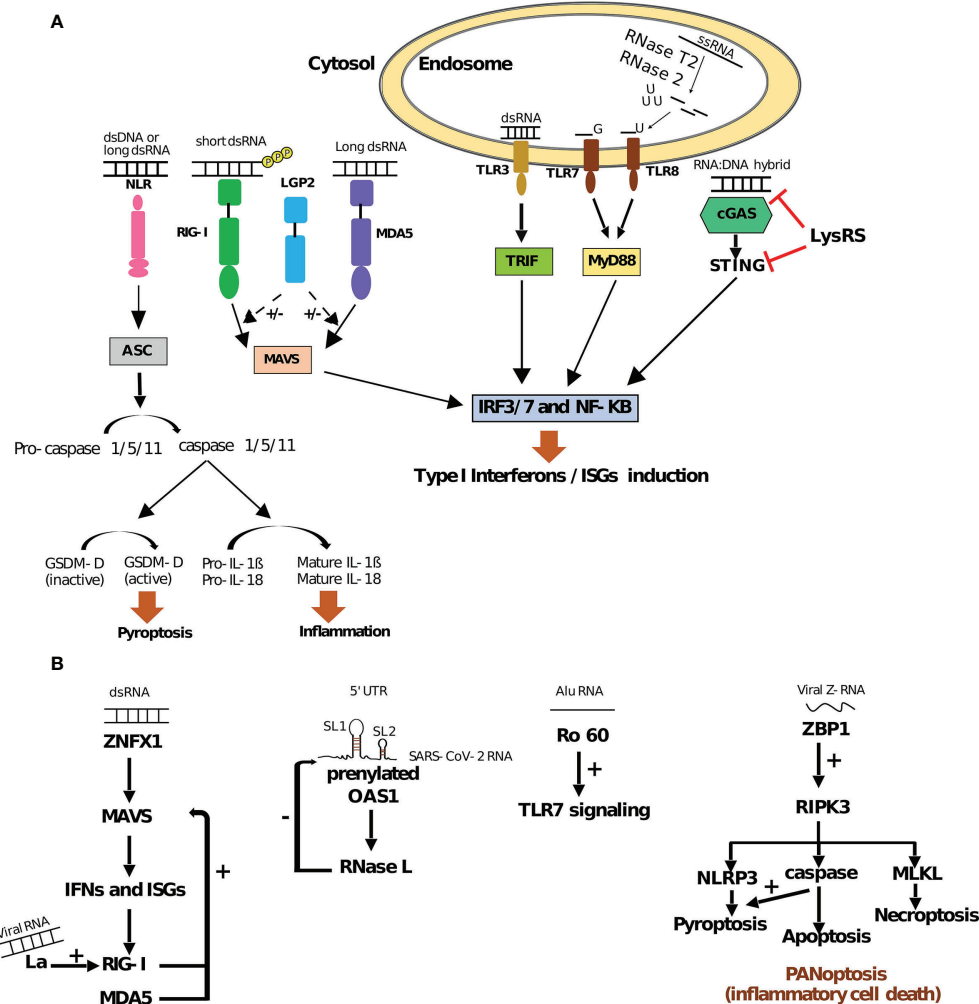 A
Cytosol
Endosome
ssRNA
RNase T2
RNase 2
U
UU
dsRNA
G
U
TLR3
TLR7
TLR8
dsDNA or
long dsRNA
NLR
short dsRNA
P P P
LGP2
Long dsRNA
RIG-I
MDA5
RNA:DNA hybrid
cGAS
LysRS
STING
TRIF
MyD88
+/-
+/-
ASC
MAVS
IRF3/7 and NF-KB
Type I Interferons / ISGs induction
Pro-caspase 1/5/11
caspase 1/5/11
GSDM-D
(inactive)
GSDM-D
(active)
Pro-IL-1ß
Pro-IL-18
Mature IL-1ß
Mature IL-18
Pyroptosis
Inflammation
B
dsRNA
ZNFX1
MAVS
IFNs and ISGs
+
Viral RNA
La
+
RIG-I
MDA5
5'UTR
SL1
SL2
SARS-CoV-2 RNA
prenylated
OAS1
-
RNase L
Alu RNA
Ro 60
+
TLR7 signaling
Viral Z-RNA
ZBP1
+
RIPK3
NLRP3
caspase
MLKL
+
Pyroptosis
Apoptosis
Necroptosis
PANoptosis
(inflammatory cell death)